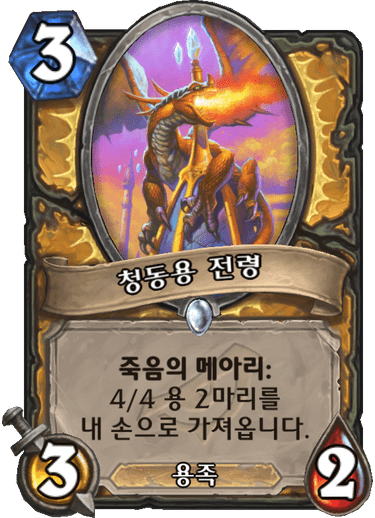 3
청동용 전령
죽음의 메아리:
4/4 용 2마리를
내 손으로 가져옵니다.
3
용족
2